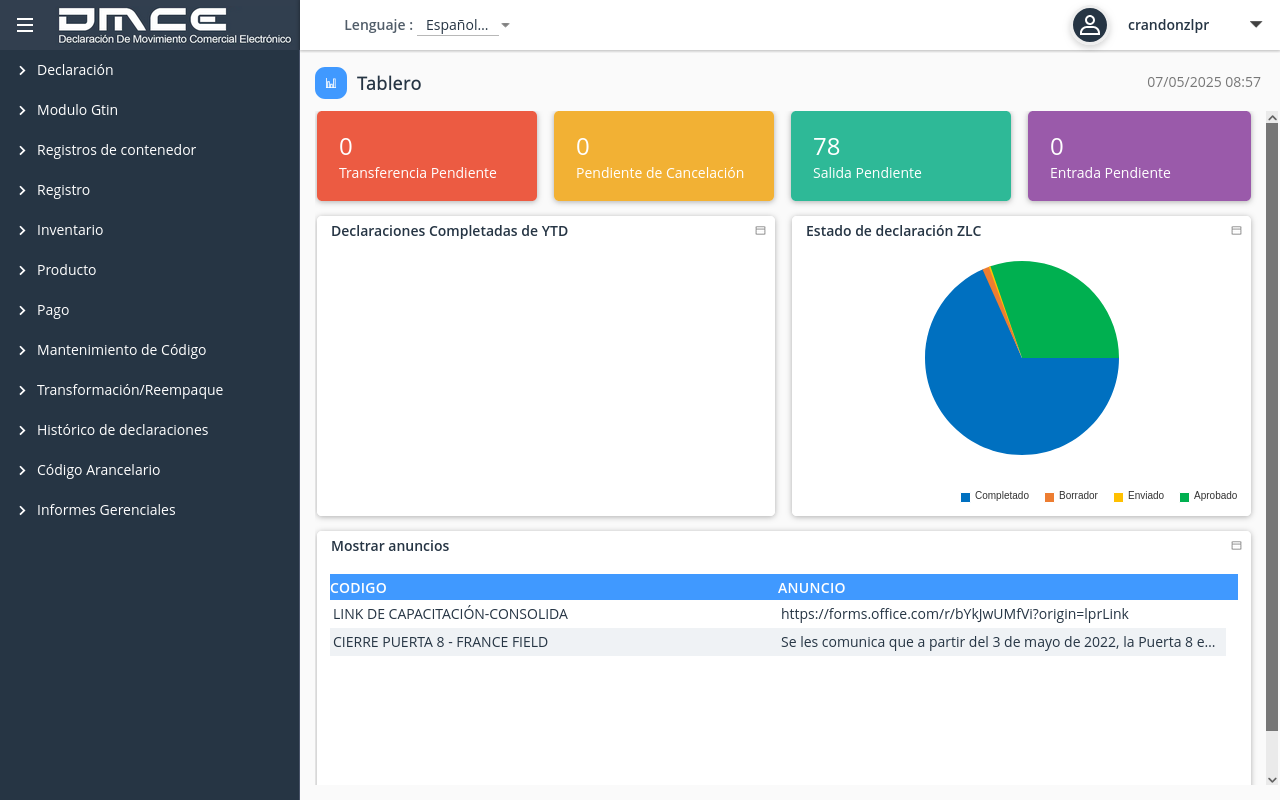 DMCE
Declaración De Movimiento Comercial Electrónico
Lenguaje : Español...
crandonzlpr
Declaración
Modulo Gtin
Registros de contenedor
Registro
Inventario
Producto
Pago
Mantenimiento de Código
Transformación/Reempaque
Histórico de declaraciones
Código Arancelario
Informes Gerenciales
Tablero
07/05/2025 08:57
0
Transferencia Pendiente
0
Pendiente de Cancelación
78
Salida Pendiente
0
Entrada Pendiente
Declaraciones Completadas de YTD
Estado de declaración ZLC
Completado Borrador Enviado Aprobado
Mostrar anuncios
CODIGO ANUNCIO
LINK DE CAPACITACIÓN-CONSOLIDA https://forms.office.com/r/bYkJwUMfVi?origin=lprLink
CIERRE PUERTA 8 - FRANCE FIELD Se les comunica que a partir del 3 de mayo de 2022, la Puerta 8 e...